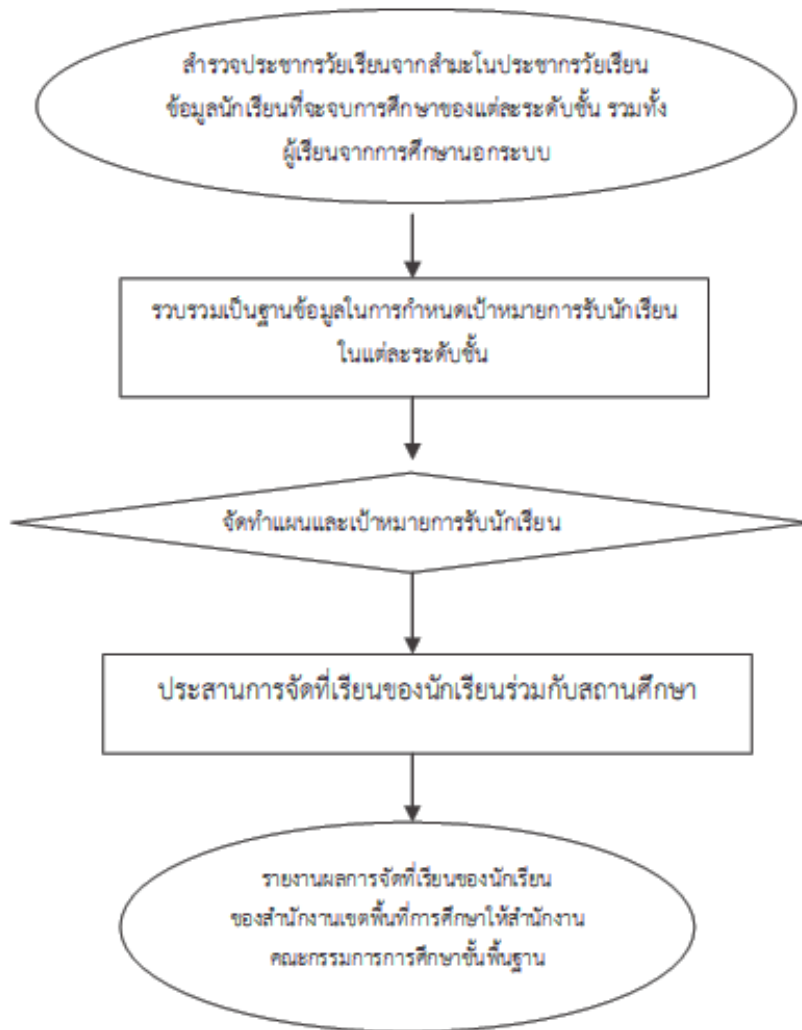 สำรวจประชากรวัยเรียนจากสำมะโนประชากรวัยเรียน
ข้อมูลนักเรียนที่จะจบการศึกษาของแต่ละระดับชั้น รวมทั้ง
ผู้เรียนจากการศึกษานอกระบบ
รวบรวมเป็นฐานข้อมูลในการกำหนดเป้าหมายการรับนักเรียน
ในแต่ละระดับชั้น
จัดทำแผนและเป้าหมายการรับนักเรียน
ประสานการจัดที่เรียนของนักเรียนร่วมกับสถานศึกษา
รายงานผลการจัดที่เรียนของนักเรียน
ของสำนักงานเขตพื้นที่การศึกษาให้สำนักงาน
คณะกรรมการการศึกษาขั้นพื้นฐาน